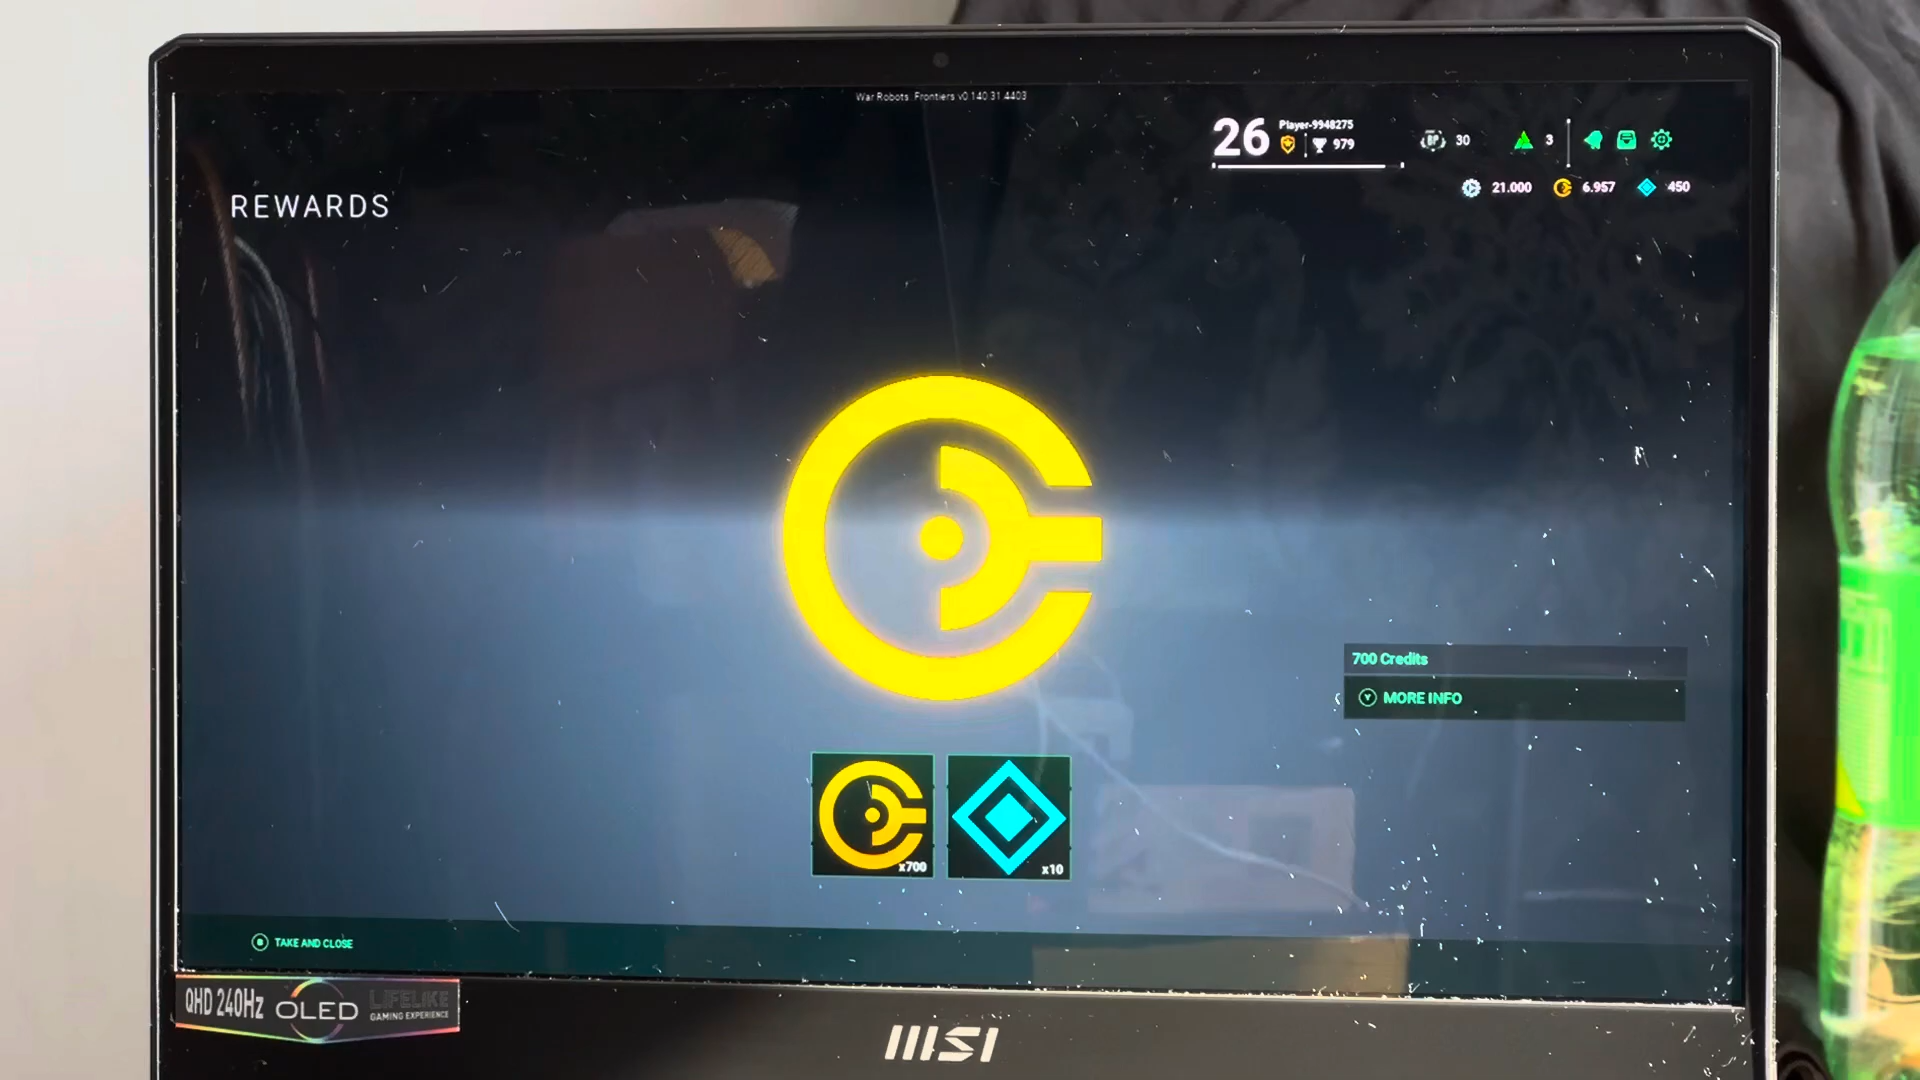 War Robots: Frontiers v0.140.31.4403
26
Player-9948275
979
BP
30
3
21.000
6.957
450
REWARDS
700 Credits
Y MORE INFO
x700
x10
TAKE AND CLOSE
QHD 240Hz
OLED
LIFELIKE
GAMING EXPERIENCE
msi